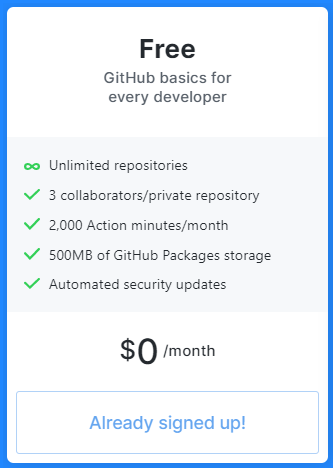 Free
GitHub basics for
every developer
Unlimited repositories
3 collaborators/private repository
2,000 Action minutes/month
500MB of GitHub Packages storage
Automated security updates
$0 /month
Already signed up!